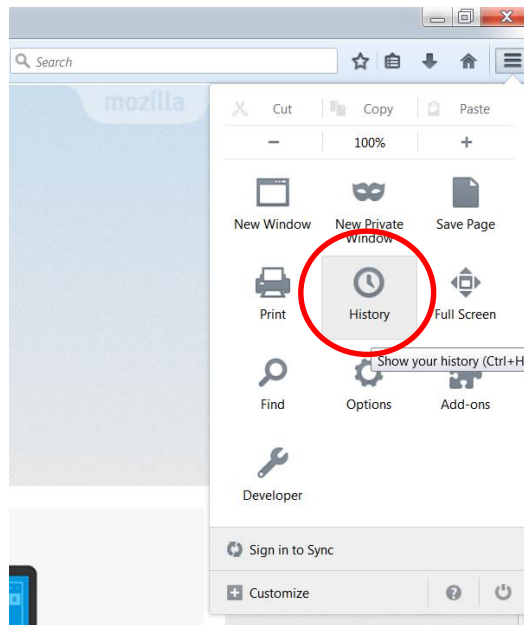 Search
mozilla
Cut Copy Paste
− 100% +
New Window New Private Window Save Page
Print History Full Screen
Show your history (Ctrl+H
Find Options Add-ons
Developer
Sign in to Sync
Customize